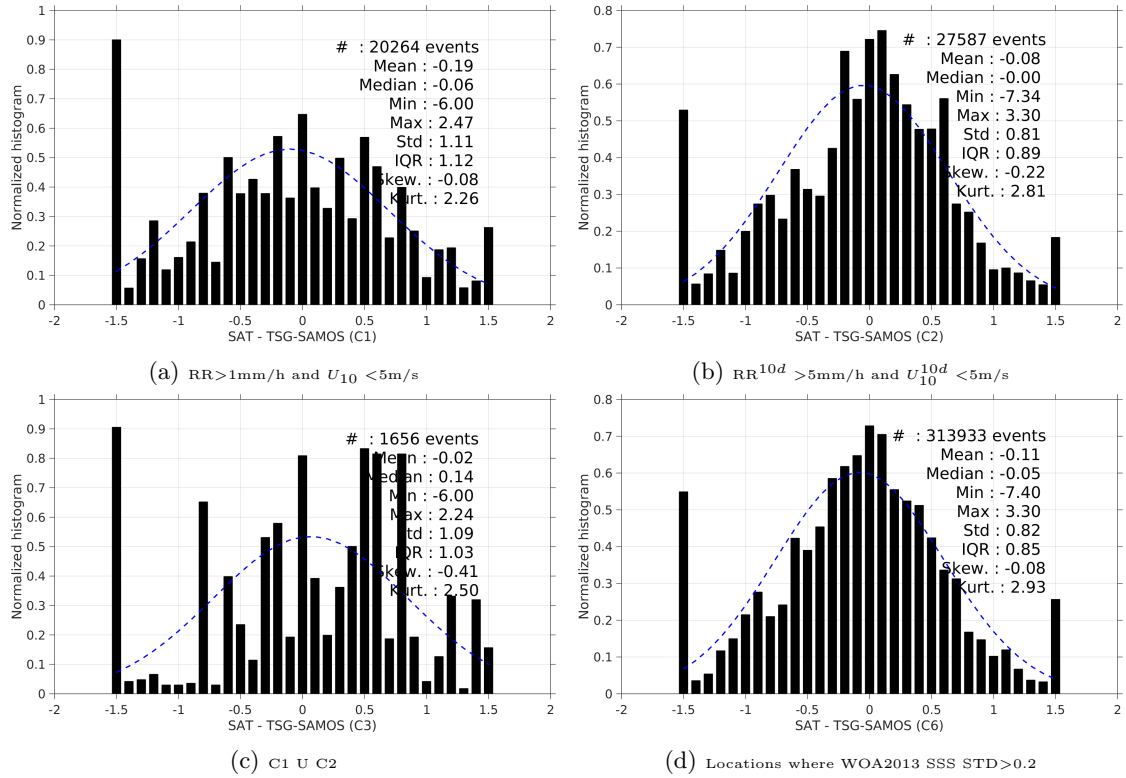 1
0.9
0.8
0.7
0.6
0.5
0.4
0.3
0.2
0.1
0
Normalized histogram
# : 20264 events
Mean : -0.19
Median : -0.06
Min : -6.00
Max : 2.47
Std : 1.11
IQR : 1.12
Skew. : -0.08
Kurt. : 2.26
-2 -1.5 -1 -0.5 0 0.5 1 1.5 2
SAT - TSG-SAMOS (C1)
(a) RR>1mm/h and U10 <5m/s
0.8
0.7
0.6
0.5
0.4
0.3
0.2
0.1
0
Normalized histogram
# : 27587 events
Mean : -0.08
Median : -0.00
Min : -7.34
Max : 3.30
Std : 0.81
IQR : 0.89
Skew. : -0.22
Kurt. : 2.81
-2 -1.5 -1 -0.5 0 0.5 1 1.5 2
SAT - TSG-SAMOS (C2)
(b) RR^10d >5mm/h and U_10^10d <5m/s
1
0.9
0.8
0.7
0.6
0.5
0.4
0.3
0.2
0.1
0
Normalized histogram
# : 1656 events
Mean : -0.02
Median : 0.14
Min : -6.00
Max : 2.24
Std : 1.09
IQR : 1.03
Skew. : -0.41
Kurt. : 2.50
-2 -1.5 -1 -0.5 0 0.5 1 1.5 2
SAT - TSG-SAMOS (C3)
(c) C1 U C2
0.8
0.7
0.6
0.5
0.4
0.3
0.2
0.1
0
Normalized histogram
# : 313933 events
Mean : -0.11
Median : -0.05
Min : -7.40
Max : 3.30
Std : 0.82
IQR : 0.85
Skew. : -0.08
Kurt. : 2.93
-2 -1.5 -1 -0.5 0 0.5 1 1.5 2
SAT - TSG-SAMOS (C6)
(d) Locations where WOA2013 SSS STD>0.2